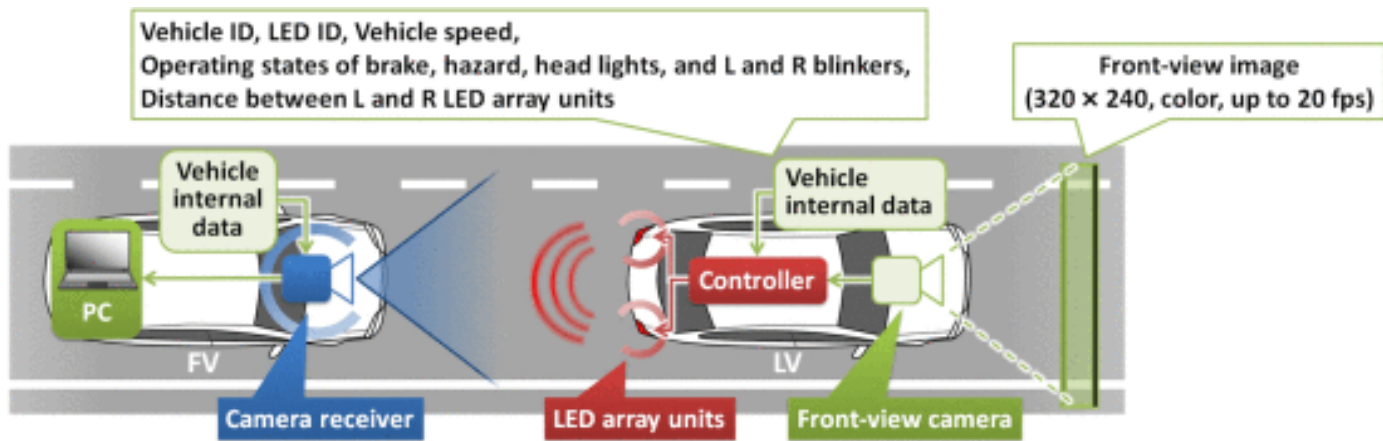 Vehicle ID, LED ID, Vehicle speed,
Operating states of brake, hazard, head lights, and L and R blinkers,
Distance between L and R LED array units
Front-view image
(320 × 240, color, up to 20 fps)
Vehicle
internal
data
Vehicle
internal data
PC
Controller
FV
LV
Camera receiver
LED array units
Front-view camera